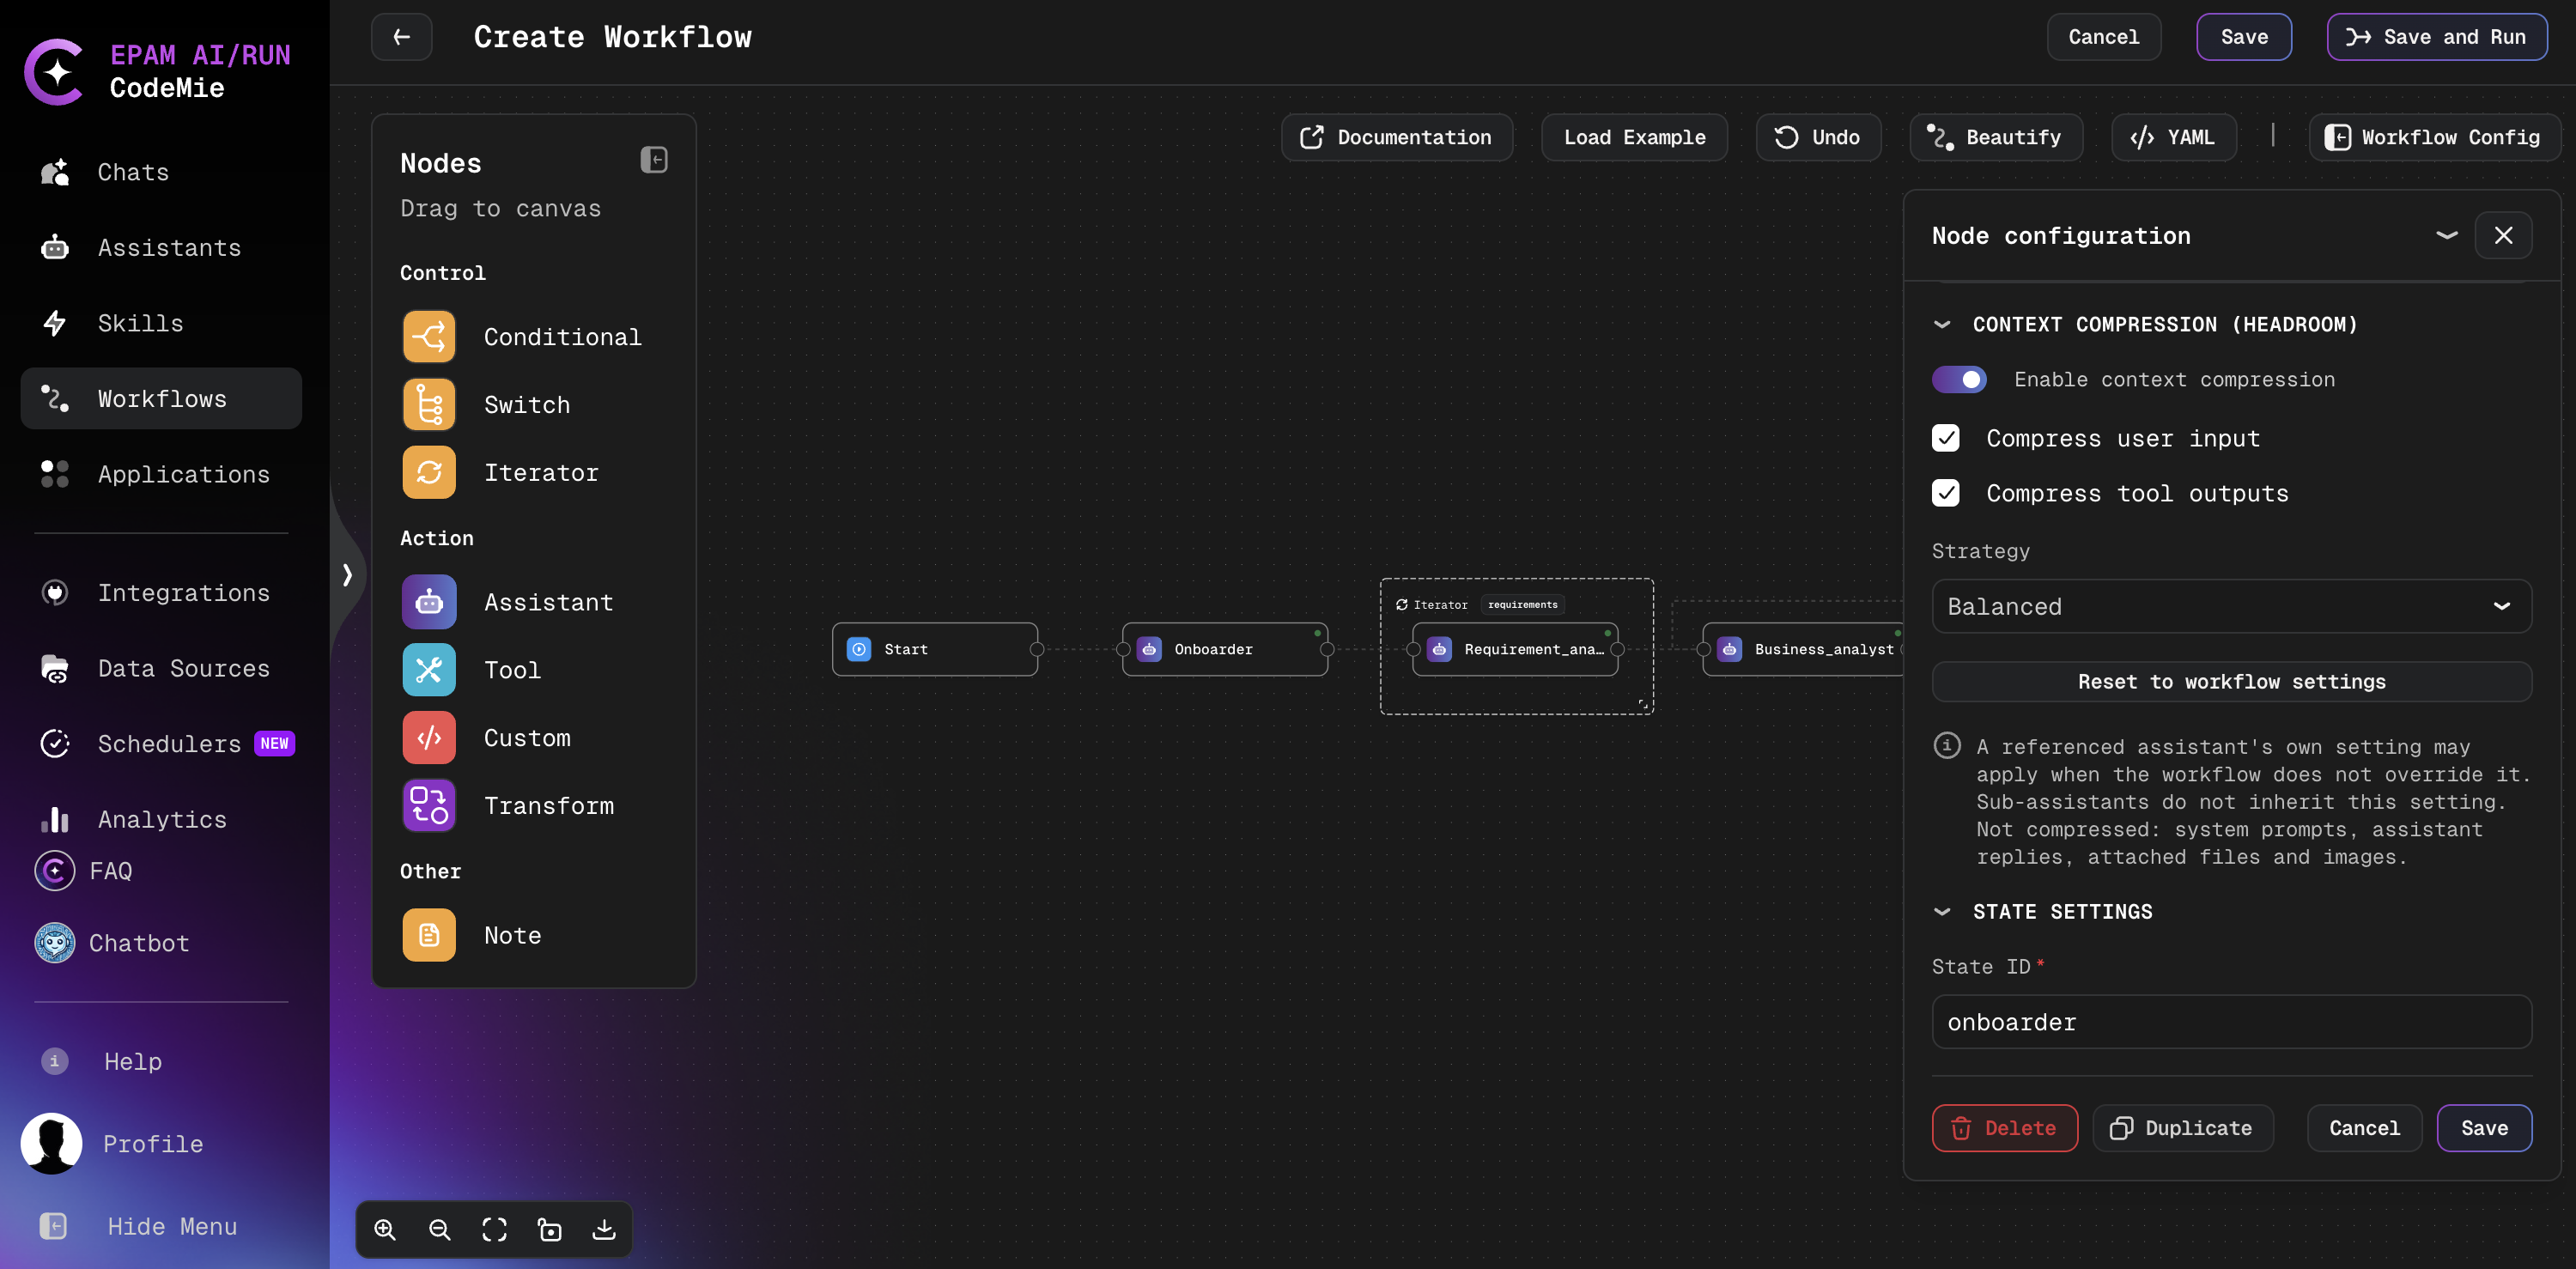 EPAM AI/RUN
CodeMie
Chats
Assistants
Skills
Workflows
Applications
Integrations
Data Sources
Schedulers NEW
Analytics
FAQ
Chatbot
Help
Profile
Hide Menu
Create Workflow
Cancel
Save
Save and Run
Documentation
Load Example
Undo
Beautify
YAML
Workflow Config
Nodes
Drag to canvas
Control
Conditional
Switch
Iterator
Action
Assistant
Tool
Custom
Transform
Other
Note
Start
Onboarder
Iterator requirements
Requirement_ana…
Business_analyst
Node configuration
CONTEXT COMPRESSION (HEADROOM)
Enable context compression
Compress user input
Compress tool outputs
Strategy
Balanced
Reset to workflow settings
A referenced assistant's own setting may
apply when the workflow does not override it.
Sub-assistants do not inherit this setting.
Not compressed: system prompts, assistant
replies, attached files and images.
STATE SETTINGS
State ID*
onboarder
Delete
Duplicate
Cancel
Save